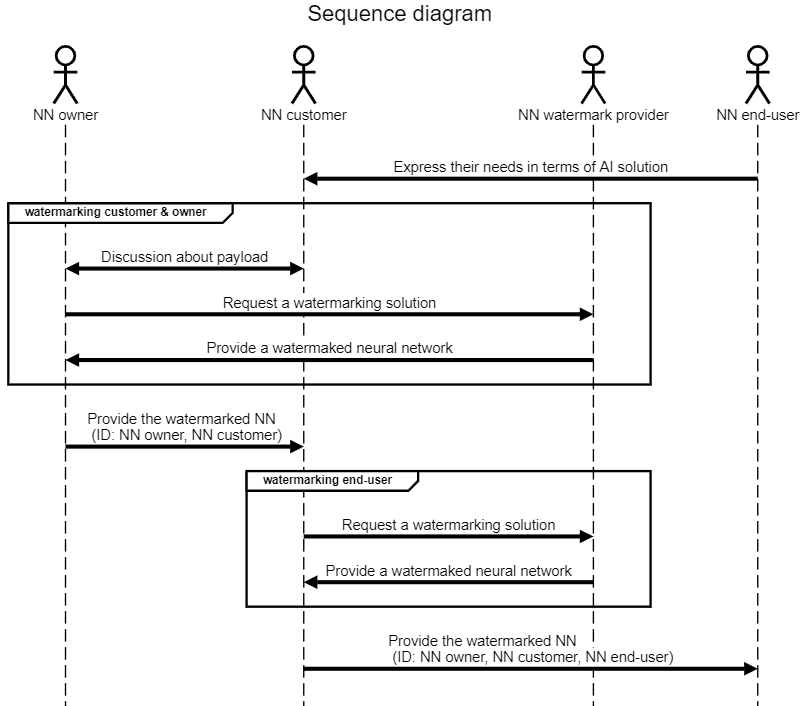 Sequence diagram
NN owner
NN customer
NN watermark provider
NN end-user
Express their needs in terms of AI solution
watermarking customer & owner
Discussion about payload
Request a watermarking solution
Provide a watermaked neural network
Provide the watermarked NN
(ID: NN owner, NN customer)
watermarking end-user
Request a watermarking solution
Provide a watermaked neural network
Provide the watermarked NN
(ID: NN owner, NN customer, NN end-user)